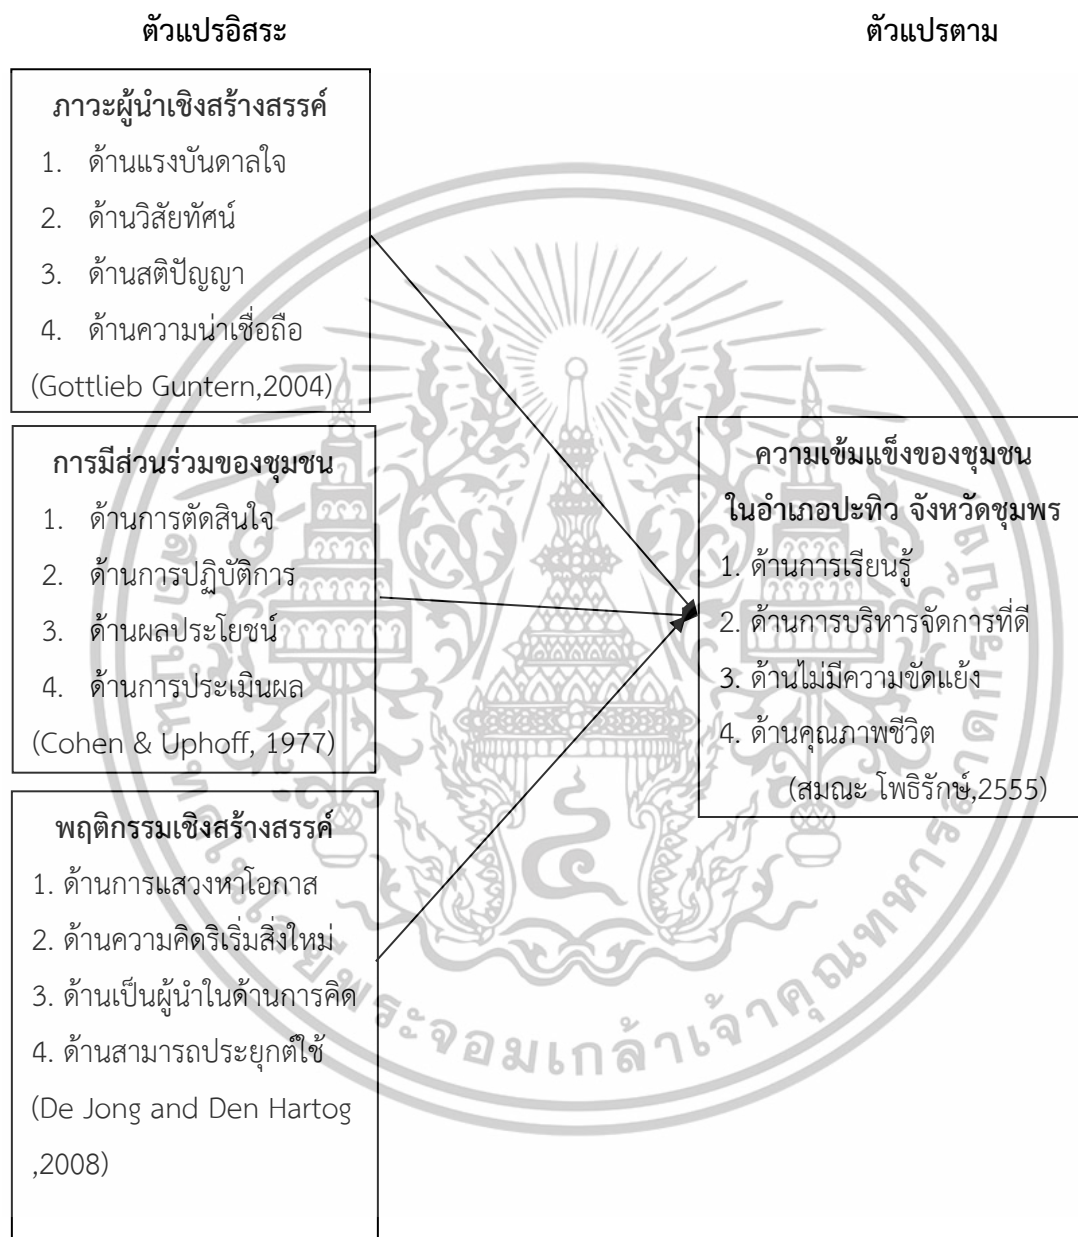 ตัวแปรอิสระ
ตัวแปรตาม
ภาวะผู้นำเชิงสร้างสรรค์
1. ด้านแรงบันดาลใจ
2. ด้านวิสัยทัศน์
3. ด้านสติปัญญา
4. ด้านความน่าเชื่อถือ
(Gottlieb Guntern,2004)
การมีส่วนร่วมของชุมชน
1. ด้านการตัดสินใจ
2. ด้านการปฏิบัติการ
3. ด้านผลประโยชน์
4. ด้านการประเมินผล
(Cohen & Uphoff, 1977)
พฤติกรรมเชิงสร้างสรรค์
1. ด้านการแสวงหาโอกาส
2. ด้านความคิดริเริ่มสิ่งใหม่
3. ด้านเป็นผู้นำในด้านการคิด
4. ด้านสามารถประยุกต์ใช้
(De Jong and Den Hartog
,2008)
ความเข้มแข็งของชุมชน
ในอำเภอปะทิว จังหวัดชุมพร
1. ด้านการเรียนรู้
2. ด้านการบริหารจัดการที่ดี
3. ด้านไม่มีความขัดแย้ง
4. ด้านคุณภาพชีวิต
(สมณะ โพธิรักษ์,2555)